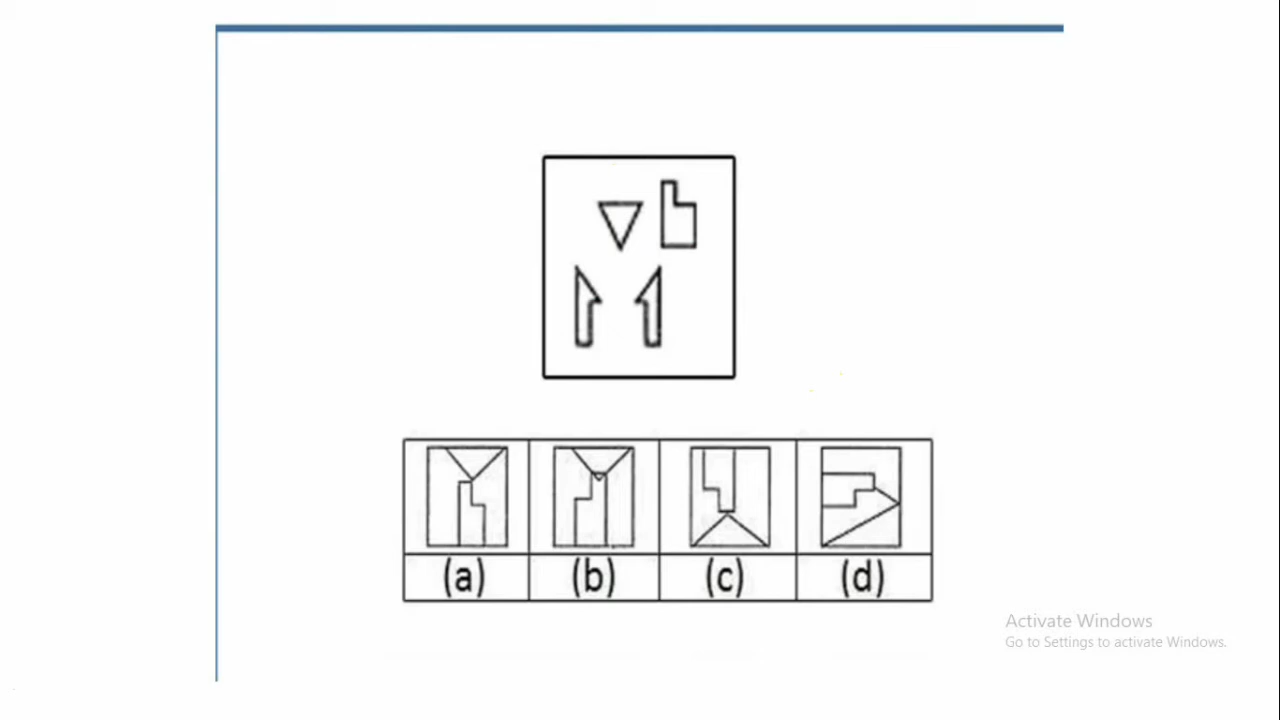 (a) (b) (c) (d)
Activate Windows
Go to Settings to activate Windows.